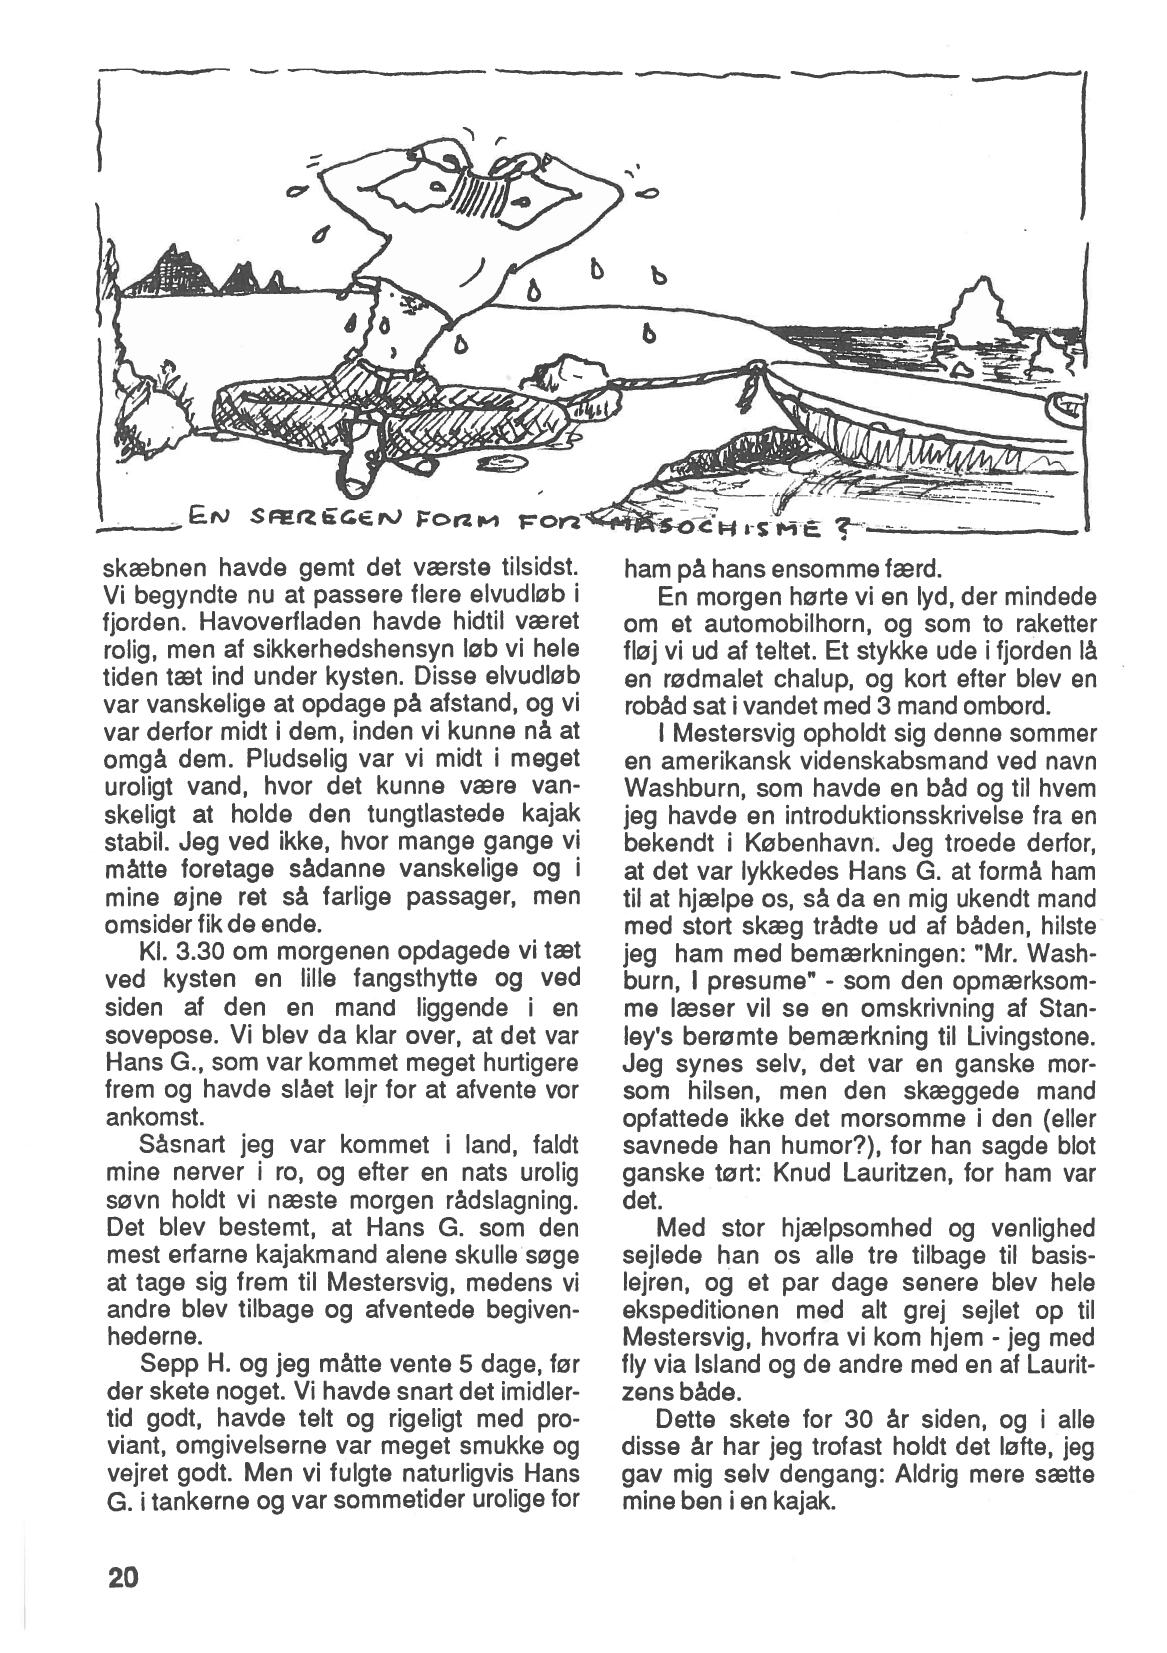 EN SÆREGEN FORM FOR MASOCHISME ?
skæbnen havde gemt det værste tilsidst.
Vi begyndte nu at passere flere elvudløb i
fjorden. Havoverfladen havde hidtil været
rolig, men af sikkerhedshensyn løb vi hele
tiden tæt ind under kysten. Disse elvudløb
var vanskelige at opdage på afstand, og vi
var derfor midt i dem, inden vi kunne nå at
omgå dem. Pludselig var vi midt i meget
uroligt vand, hvor det kunne være van-
skeligt at holde den tungtlastede kajak
stabil. Jeg ved ikke, hvor mange gange vi
måtte foretage sådanne vanskelige og i
mine øjne ret så farlige passager, men
omsider fik de ende.
Kl. 3.30 om morgenen opdagede vi tæt
ved kysten en lille fangsthytte og ved
siden af den en mand liggende i en
sovepose. Vi blev da klar over, at det var
Hans G., som var kommet meget hurtigere
frem og havde slået lejr for at afvente vor
ankomst.
Såsnart jeg var kommet i land, faldt
mine nerver i ro, og efter en nats urolig
søvn holdt vi næste morgen rådslagning.
Det blev bestemt, at Hans G. som den
mest erfarne kajakmand alene skulle søge
at tage sig frem til Mestersvig, medens vi
andre blev tilbage og afventede begiven-
hederne.
Sepp H. og jeg måtte vente 5 dage, før
der skete noget. Vi havde snart det imidler-
tid godt, havde telt og rigeligt med pro-
viant, omgivelserne var meget smukke og
vejret godt. Men vi fulgte naturligvis Hans
G. i tankerne og var sommetider urolige for
ham på hans ensomme færd.
En morgen hørte vi en lyd, der mindede
om et automobilhorn, og som to raketter
fløj vi ud af teltet. Et stykke ude i fjorden lå
en rødmalet chalup, og kort efter blev en
robåd sat i vandet med 3 mand ombord.
I Mestersvig opholdt sig denne sommer
en amerikansk videnskabsmand ved navn
Washburn, som havde en båd og til hvem
jeg havde en introduktionsskrivelse fra en
bekendt i København. Jeg troede derfor,
at det var lykkedes Hans G. at formå ham
til at hjælpe os, så da en mig ukendt mand
med stort skæg trådte ud af båden, hilste
jeg ham med bemærkningen: "Mr. Wash-
burn, I presume" - som den opmærksom-
me læser vil se en omskrivning af Stan-
ley's berømte bemærkning til Livingstone.
Jeg synes selv, det var en ganske mor-
som hilsen, men den skæggede mand
opfattede ikke det morsomme i den (eller
savnede han humor?), for han sagde blot
ganske tørt: Knud Lauritzen, for ham var
det.
Med stor hjælpsomhed og venlighed
sejlede han os alle tre tilbage til basis-
lejren, og et par dage senere blev hele
ekspeditionen med alt grej sejlet op til
Mestersvig, hvorfra vi kom hjem - jeg med
fly via Island og de andre med en af Laurit-
zens både.
Dette skete for 30 år siden, og i alle
disse år har jeg trofast holdt det løfte, jeg
gav mig selv dengang: Aldrig mere sætte
mine ben i en kajak.
20